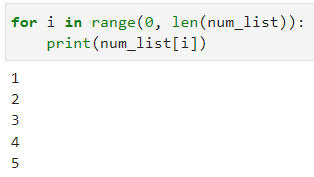 for i in range(0, len(num_list)):
    print(num_list[i])
1
2
3
4
5